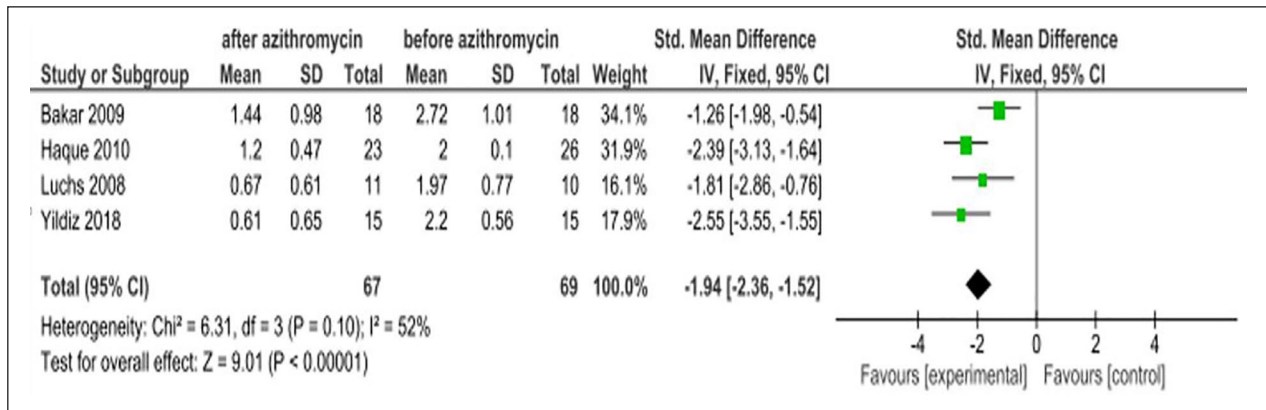 after azithromycin before azithromycin Std. Mean Difference Std. Mean Difference
Study or Subgroup Mean SD Total Mean SD Total Weight IV, Fixed, 95% CI IV, Fixed, 95% CI
Bakar 2009 1.44 0.98 18 2.72 1.01 18 34.1% -1.26 [-1.98, -0.54]
Haque 2010 1.2 0.47 23 2 0.1 26 31.9% -2.39 [-3.13, -1.64]
Luchs 2008 0.67 0.61 11 1.97 0.77 10 16.1% -1.81 [-2.86, -0.76]
Yildiz 2018 0.61 0.65 15 2.2 0.56 15 17.9% -2.55 [-3.55, -1.55]
Total (95% CI) 67 69 100.0% -1.94 [-2.36, -1.52]
Heterogeneity: Chi² = 6.31, df = 3 (P = 0.10); I² = 52%
Test for overall effect: Z = 9.01 (P < 0.00001)
-4 -2 0 2 4
Favours [experimental] Favours [control]